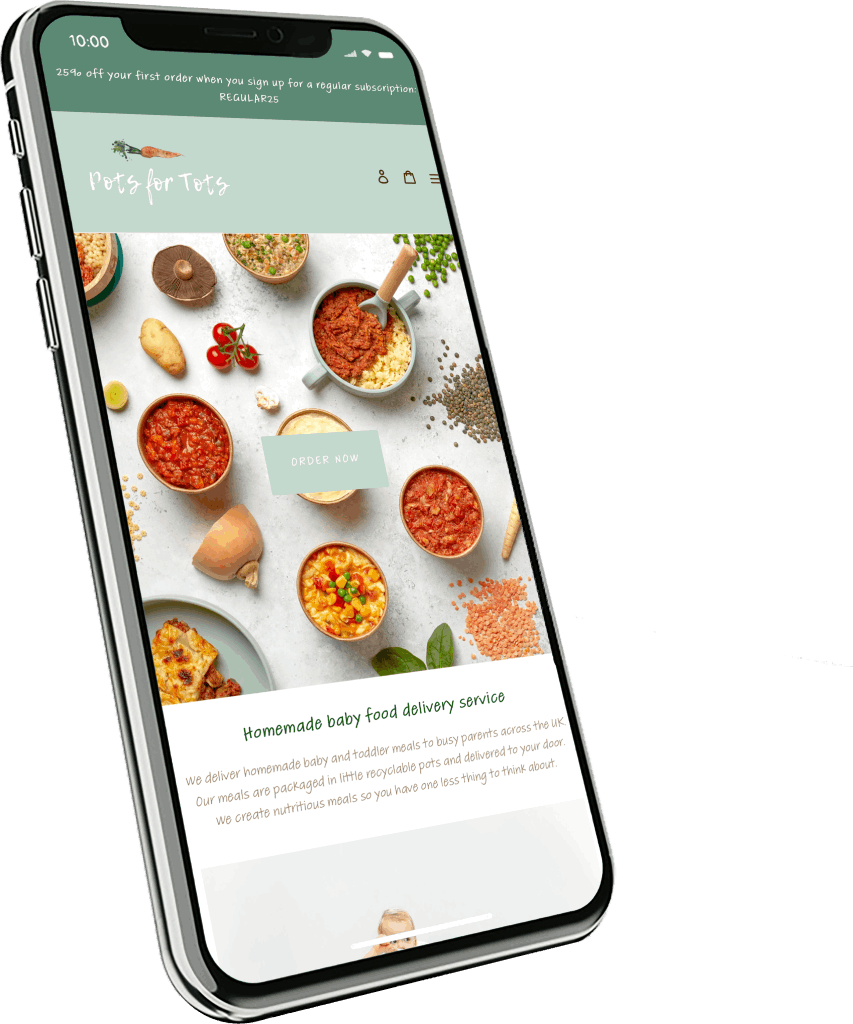 10:00
25% off your first order when you sign up for a regular subscription:
REGULAR25
Pots for Tots
ORDER NOW
Homemade baby food delivery service
We deliver homemade baby and toddler meals to busy parents across the UK
Our meals are packaged in little recyclable pots and delivered to your door.
We create nutritious meals so you have one less thing to think about.